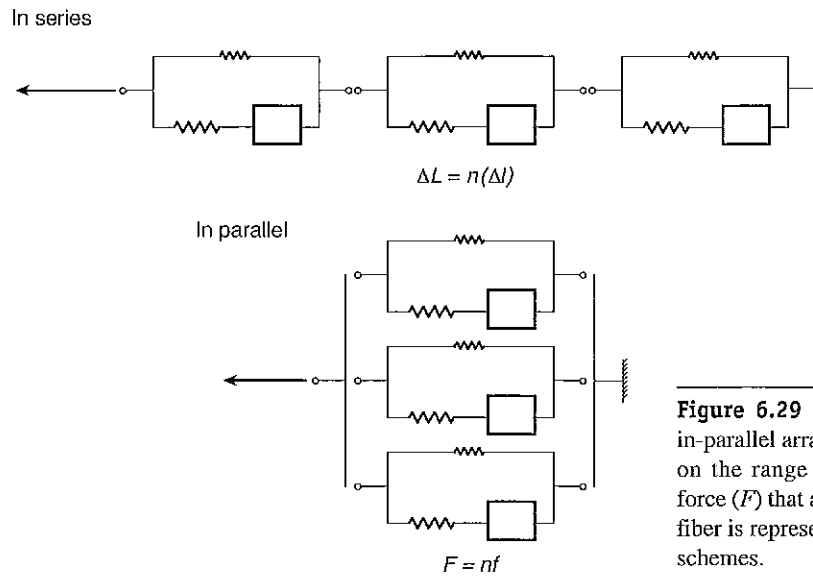 In series
ΔL = n(Δl)
In parallel
F = nf
Figure 6.29
in-parallel arra
on the range
force (F) that a
fiber is represe
schemes.